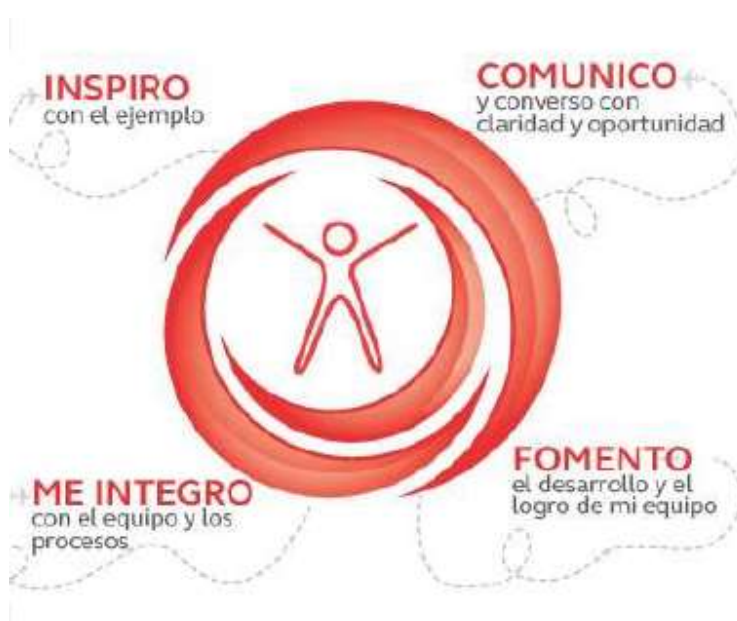 INSPIRO
con el ejemplo
COMUNICO
y converso con
claridad y oportunidad
ME INTEGRO
con el equipo y los
procesos
FOMENTO
el desarrollo y el
logro de mi equipo